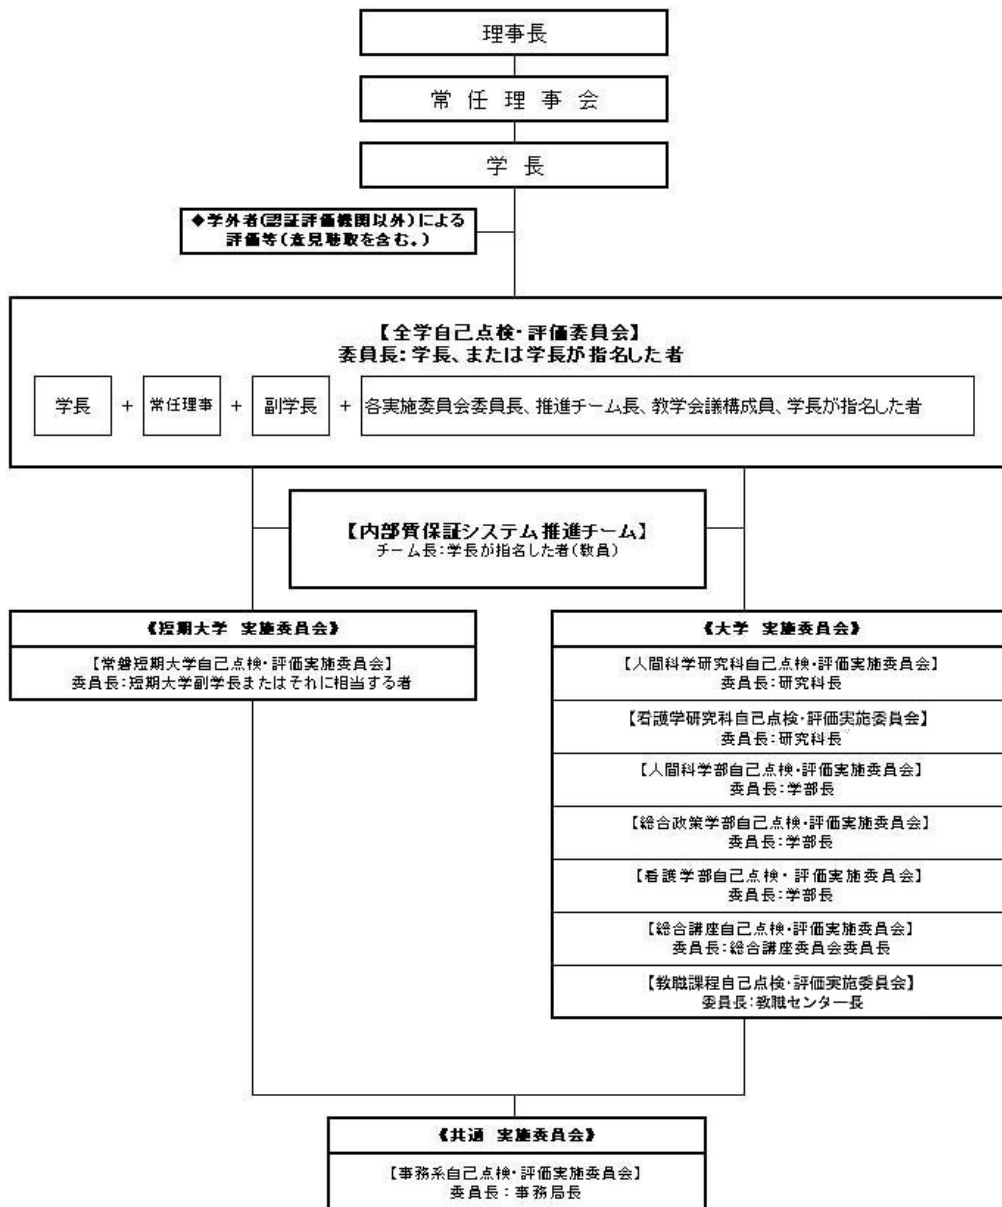 理事長
常任理事会
学長
◆学外者(認証評価機関以外)による
評価等(意見聴取を含む。)
【全学自己点検・評価委員会】
委員長:学長、または学長が指名した者
学長 + 常任理事 + 副学長 + 各実施委員会委員長、推進チーム長、教学会議構成員、学長が指名した者
【内部質保証システム推進チーム】
チーム長:学長が指名した者(教員)
《短期大学 実施委員会》
【常磐短期大学自己点検・評価実施委員会】
委員長:短期大学副学長またはそれに相当する者
《大学 実施委員会》
【人間科学研究科自己点検・評価実施委員会】
委員長:研究科長
【看護学研究科自己点検・評価実施委員会】
委員長:研究科長
【人間科学部自己点検・評価実施委員会】
委員長:学部長
【総合政策学部自己点検・評価実施委員会】
委員長:学部長
【看護学部自己点検・評価実施委員会】
委員長:学部長
【総合講座自己点検・評価実施委員会】
委員長:総合講座委員会委員長
【教職課程自己点検・評価実施委員会】
委員長:教職センター長
《共通 実施委員会》
【事務系自己点検・評価実施委員会】
委員長:事務局長